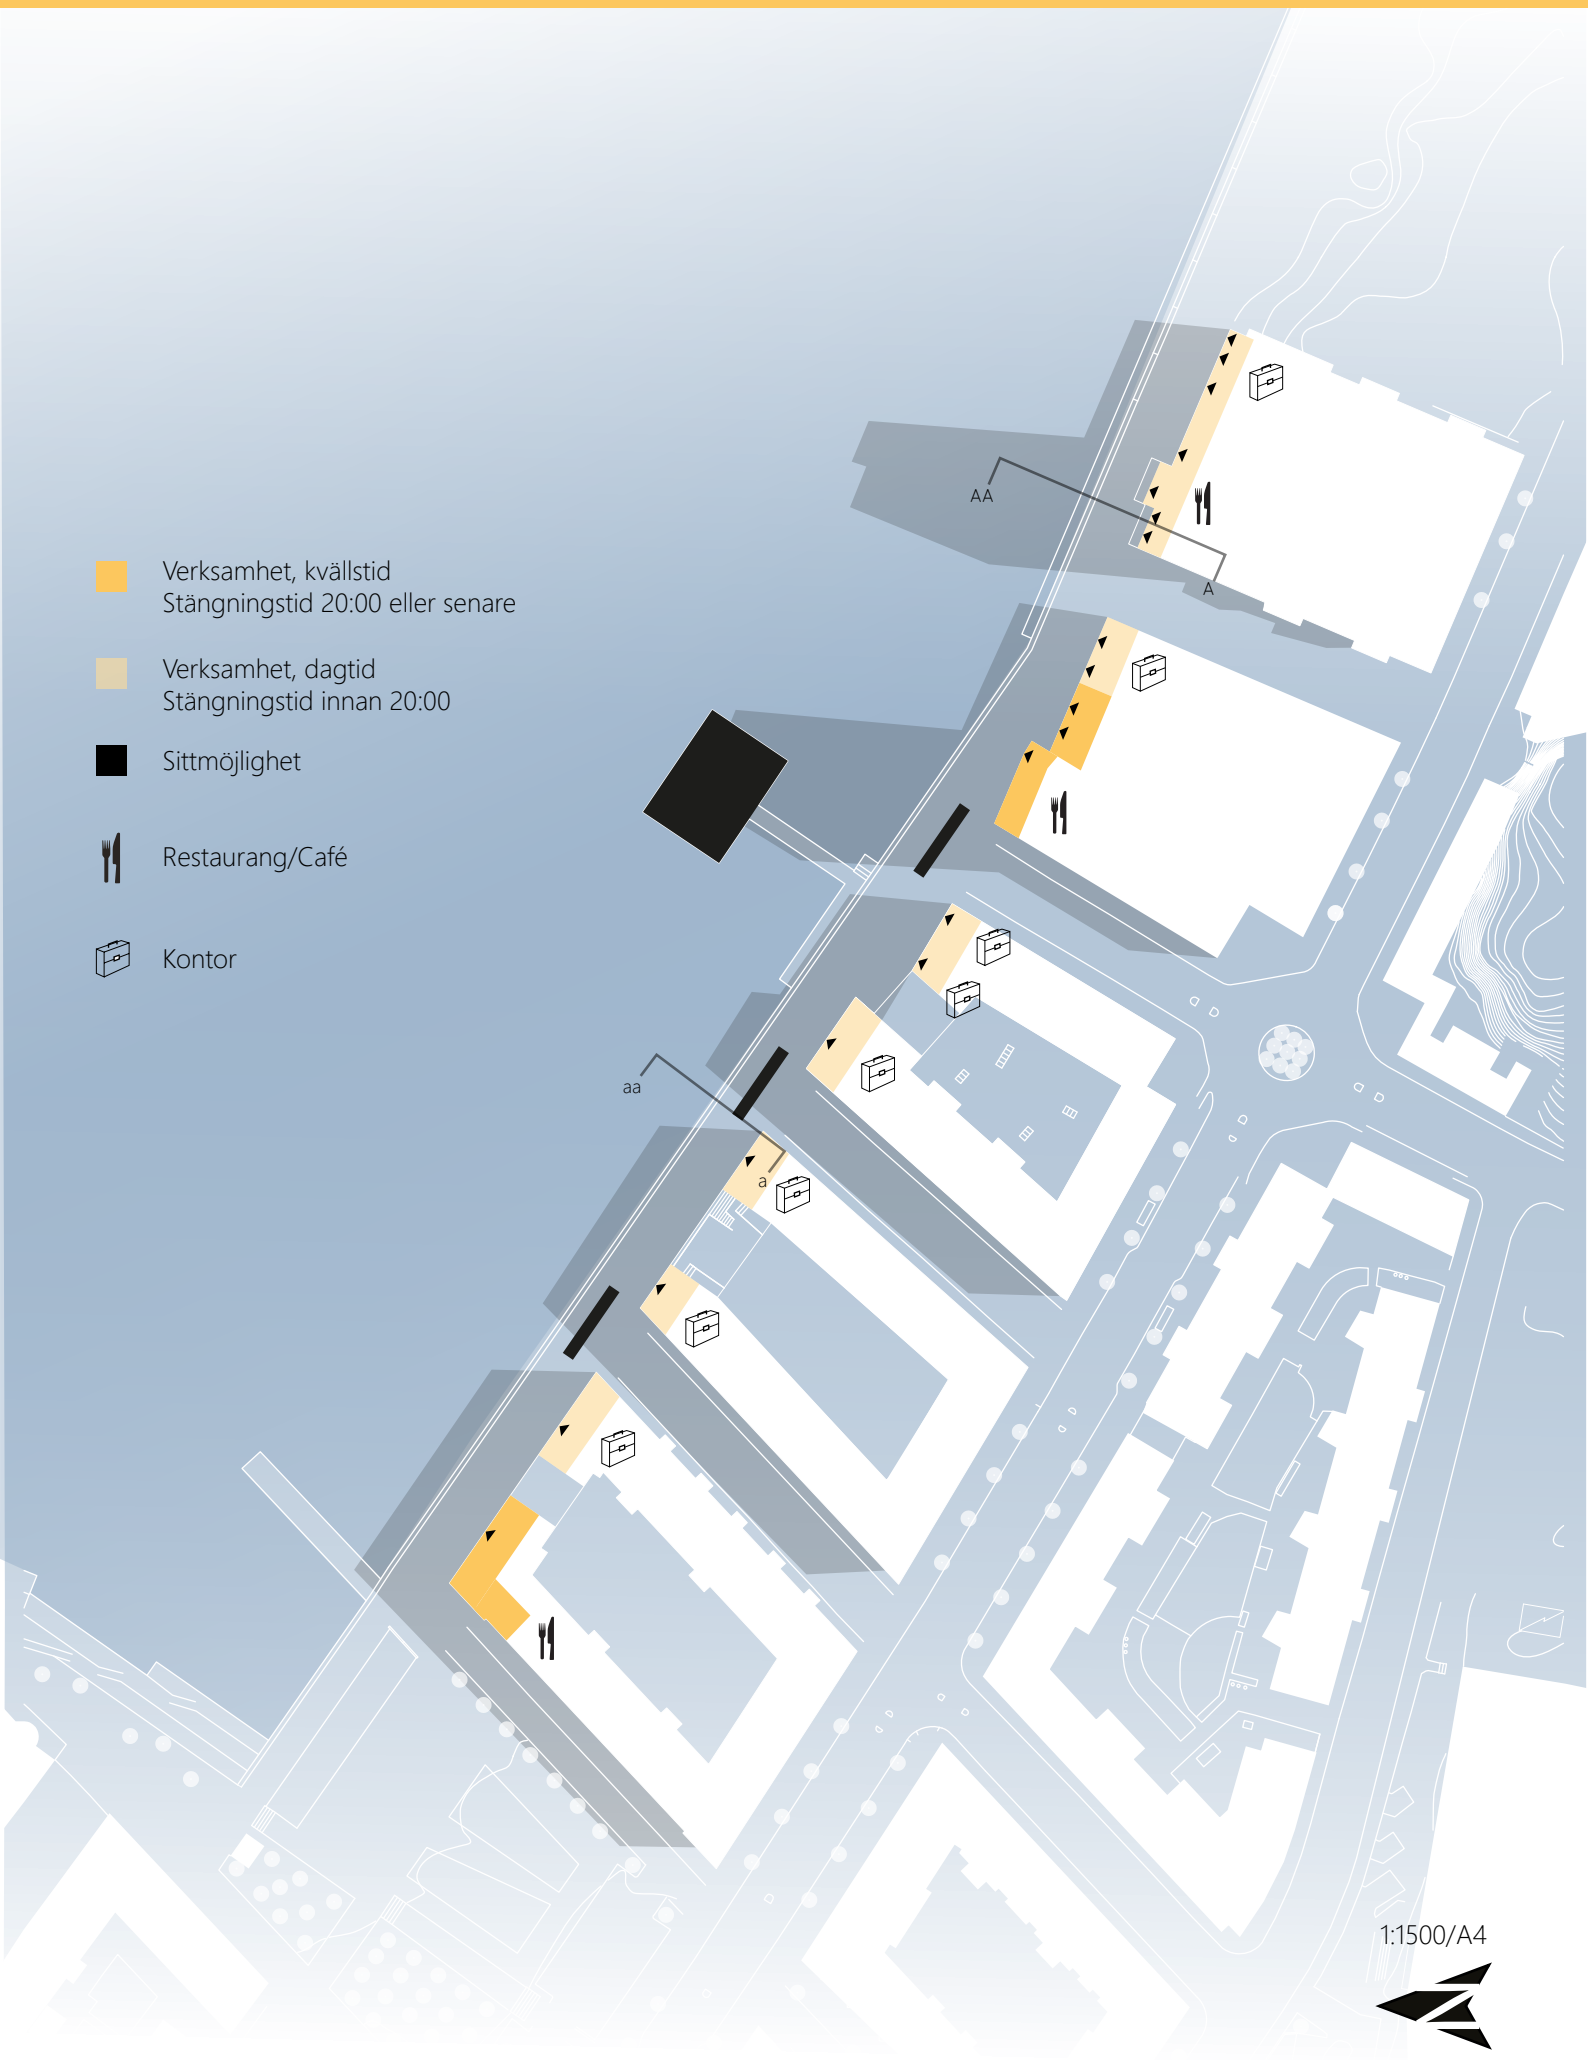 Verksamhet, kvällstid
Stängningstid 20:00 eller senare
Verksamhet, dagtid
Stängningstid innan 20:00
Sittmöjlighet
Restaurang/Café
Kontor
AA
A
aa
a
1:1500/A4